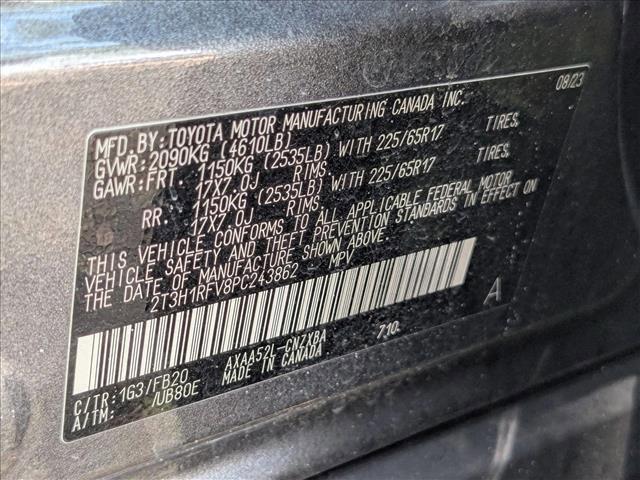 08/23
MFD.BY:TOYOTA MOTOR MANUFACTURING CANADA INC.
GVWR:2090KG (4610LB)
GAWR:FRT 1150KG (2535LB) WITH 225/65R17 TIRES,
17X7.0J RIMS
RR 1150KG (2535LB) WITH 225/65R17 TIRES,
17X7.0J RIMS
THIS VEHICLE CONFORMS TO ALL APPLICABLE FEDERAL MOTOR
VEHICLE SAFETY AND THEFT PREVENTION STANDARDS IN EFFECT ON
THE DATE OF MANUFACTURE SHOWN ABOVE.
2T3H1RFV8PC243862 MPV
A
C/TR:1G3/FB20 AXAA52L-CNZXBA 710
A/TM: /UB80E MADE IN CANADA